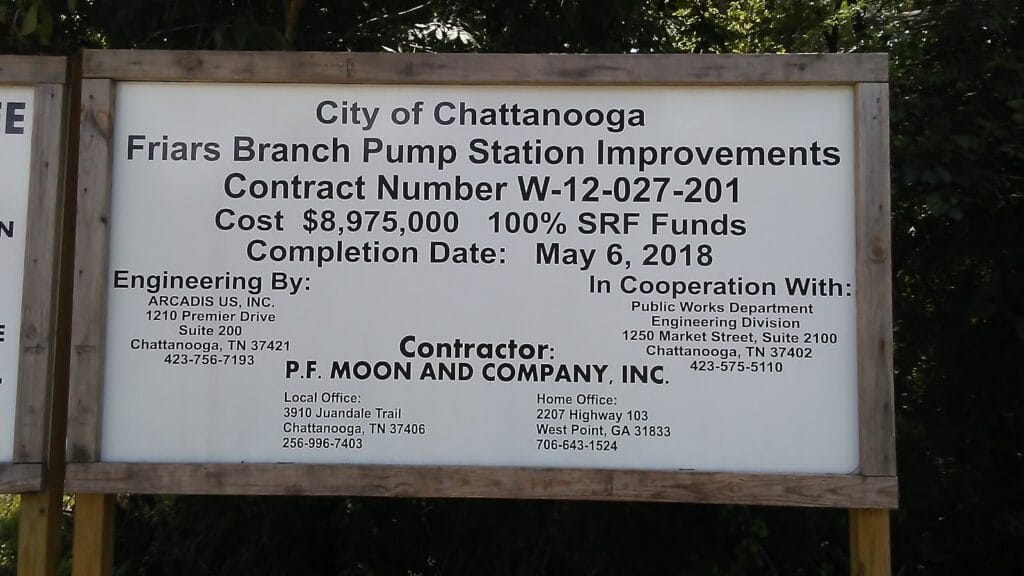 City of Chattanooga
Friars Branch Pump Station Improvements
Contract Number W-12-027-201
Cost $8,975,000 100% SRF Funds
Completion Date: May 6, 2018
Engineering By:
ARCADIS US, INC.
1210 Premier Drive
Suite 200
Chattanooga, TN 37421
423-756-7193
In Cooperation With:
Public Works Department
Engineering Division
1250 Market Street, Suite 2100
Chattanooga, TN 37402
423-575-5110
Contractor:
P.F. MOON AND COMPANY, INC.
Local Office:
3910 Juandale Trail
Chattanooga, TN 37406
256-996-7403
Home Office:
2207 Highway 103
West Point, GA 31833
706-643-1524